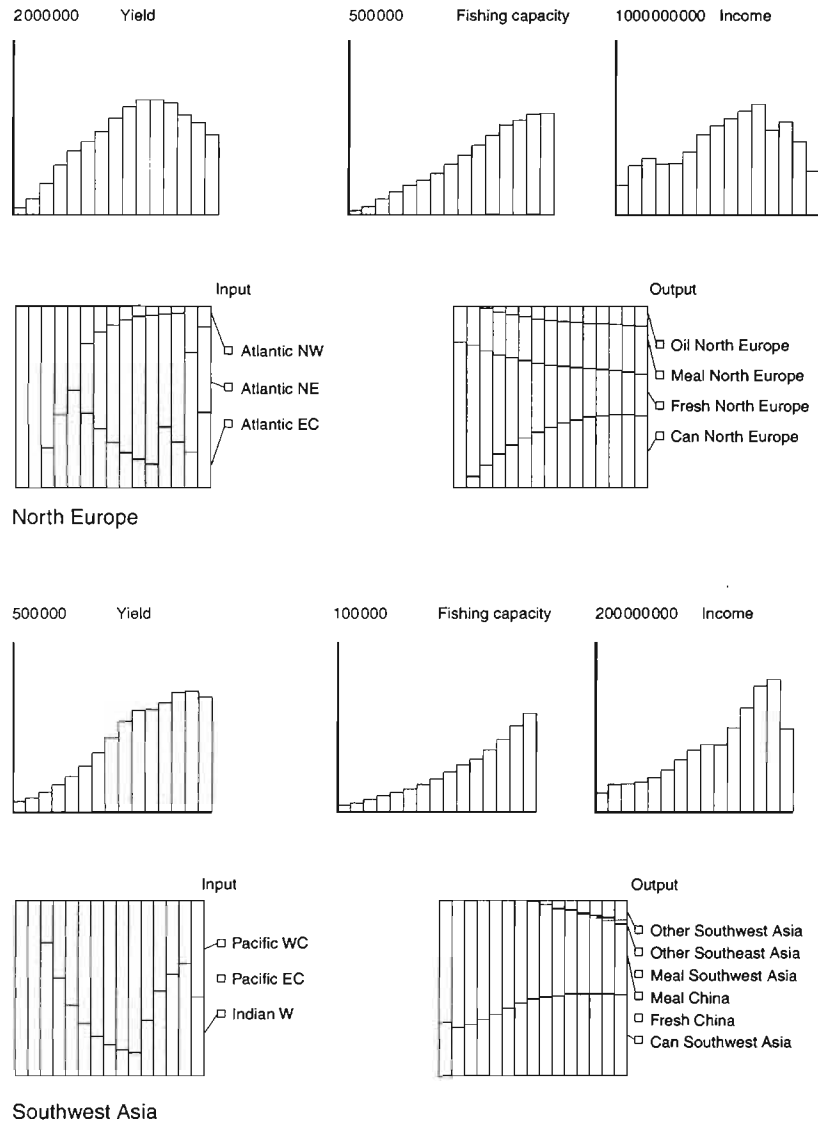 2000000 Yield
500000 Fishing capacity
1000000000 Income
Input
Atlantic NW
Atlantic NE
Atlantic EC
Output
Oil North Europe
Meal North Europe
Fresh North Europe
Can North Europe
North Europe
500000 Yield
100000 Fishing capacity
200000000 Income
Input
Pacific WC
Pacific EC
Indian W
Output
Other Southwest Asia
Other Southeast Asia
Meal Southwest Asia
Meal China
Fresh China
Can Southwest Asia
Southwest Asia